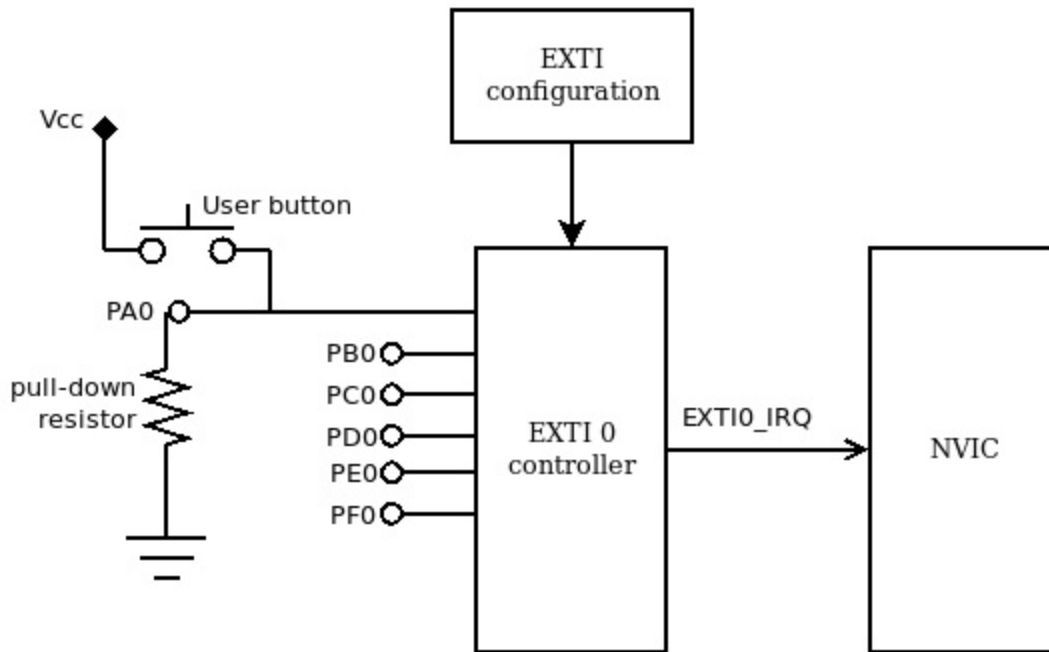 EXTI
configuration
Vcc
User button
PA0
pull-down
resistor
PB0
PC0
PD0
PE0
PF0
EXTI 0
controller
EXTI0_IRQ
NVIC